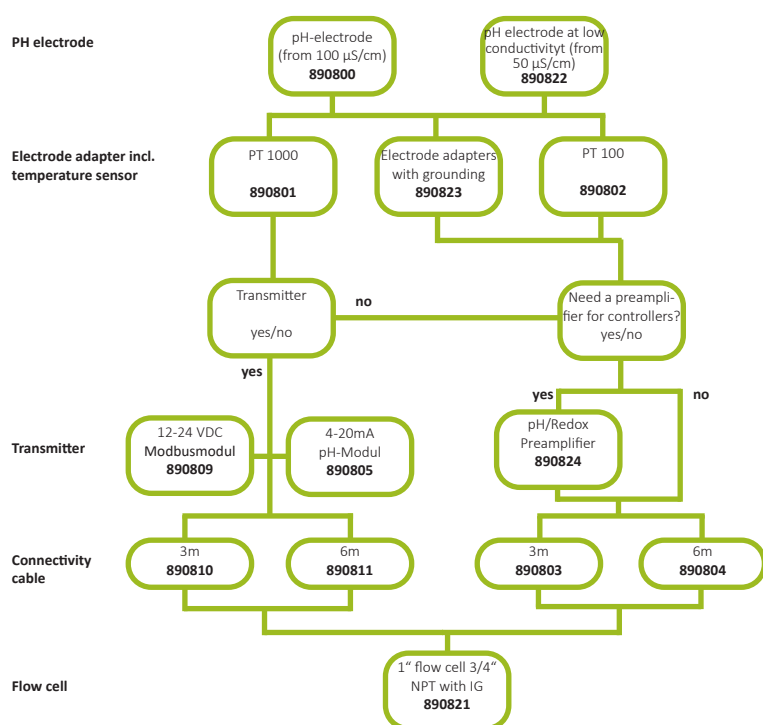 PH electrode
pH-electrode
(from 100 µS/cm)
890800
pH electrode at low
conductivityt (from
50 µS/cm)
890822
Electrode adapter incl.
temperature sensor
PT 1000
890801
Electrode adapters
with grounding
890823
PT 100
890802
Transmitter
yes/no
no
Need a preampli-
fier for controllers?
yes/no
yes
yes
no
Transmitter
12-24 VDC
Modbusmodul
890809
4-20mA
pH-Modul
890805
pH/Redox
Preamplifier
890824
Connectivity
cable
3m
890810
6m
890811
3m
890803
6m
890804
Flow cell
1“ flow cell 3/4“
NPT with IG
890821